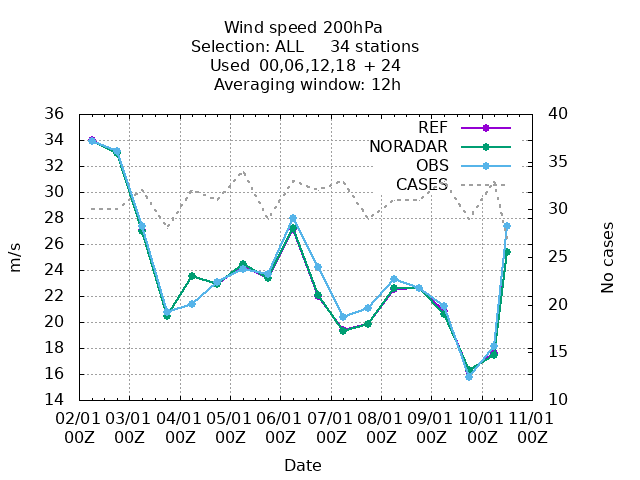 Wind speed 200hPa
Selection: ALL 34 stations
Used 00,06,12,18 + 24
Averaging window: 12h
36
34
32
30
28
26
24
22
20
18
16
14
m/s
REF
NORADAR
OBS
CASES
40
35
30
25
20
15
10
No cases
02/01 03/01 04/01 05/01 06/01 07/01 08/01 09/01 10/01 11/01
00Z 00Z 00Z 00Z 00Z 00Z 00Z 00Z 00Z 00Z
Date